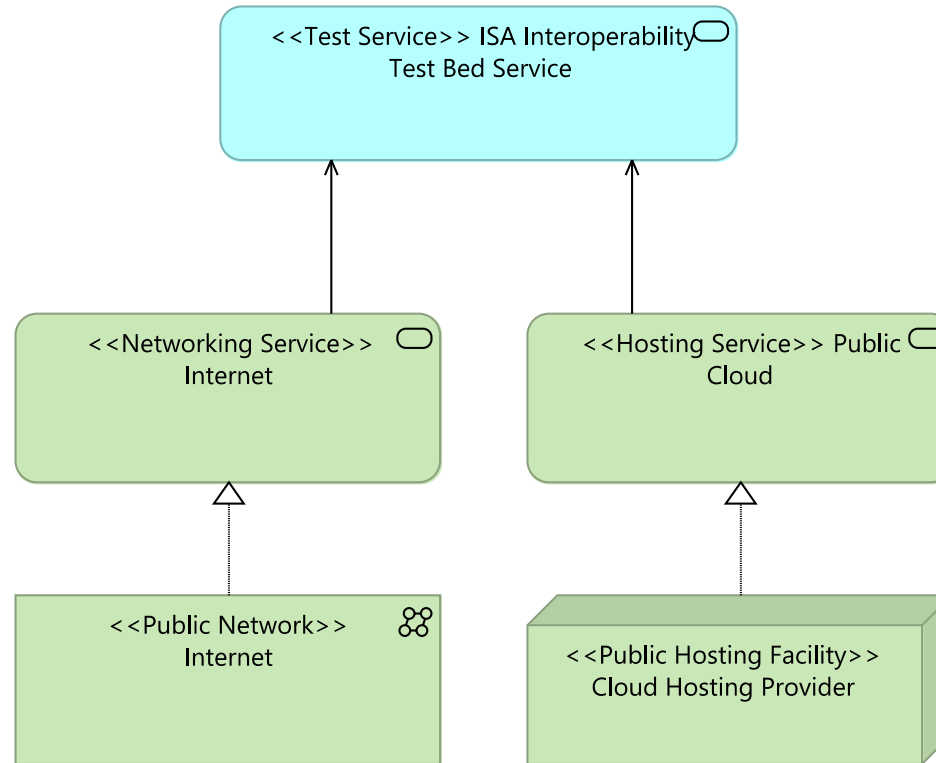 <<Test Service>> ISA Interoperability
Test Bed Service
<<Networking Service>>
Internet
<<Hosting Service>> Public
Cloud
<<Public Network>>
Internet
<<Public Hosting Facility>>
Cloud Hosting Provider